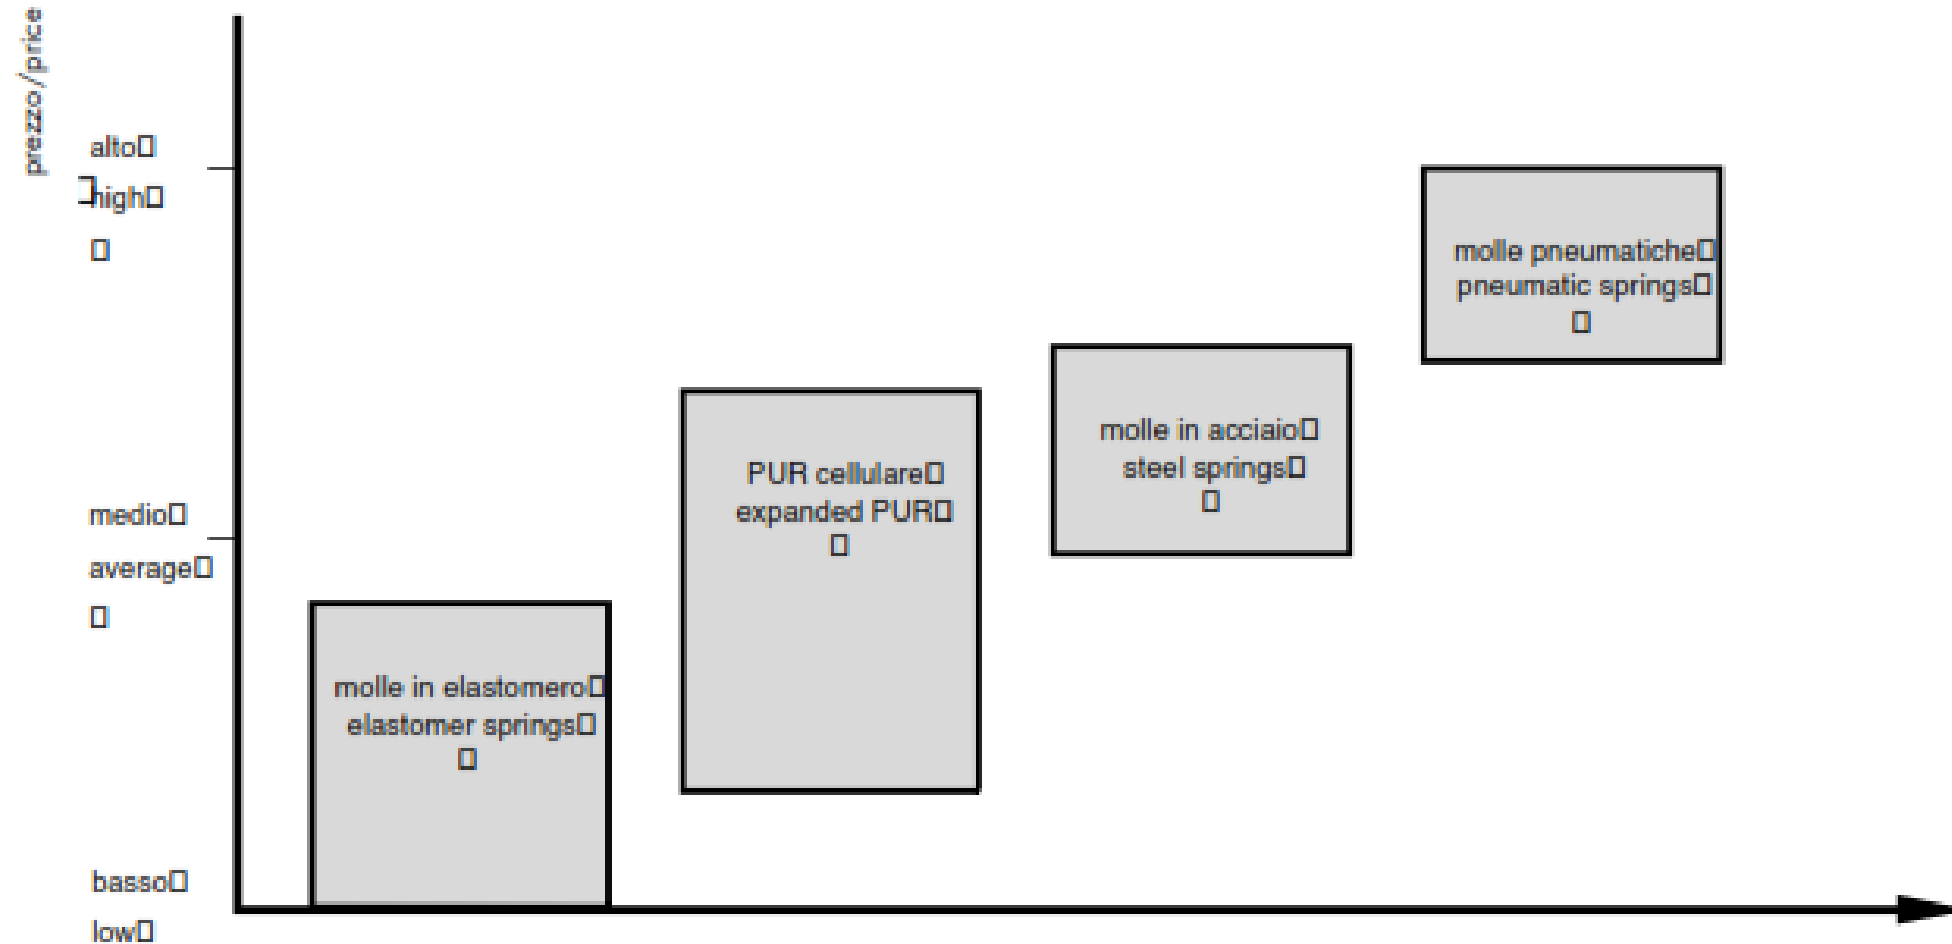 prezzo/price
alto
high
medio
average
basso
low
molle in elastomero
elastomer springs
PUR cellulare
expanded PUR
molle in acciaio
steel springs
molle pneumatiche
pneumatic springs